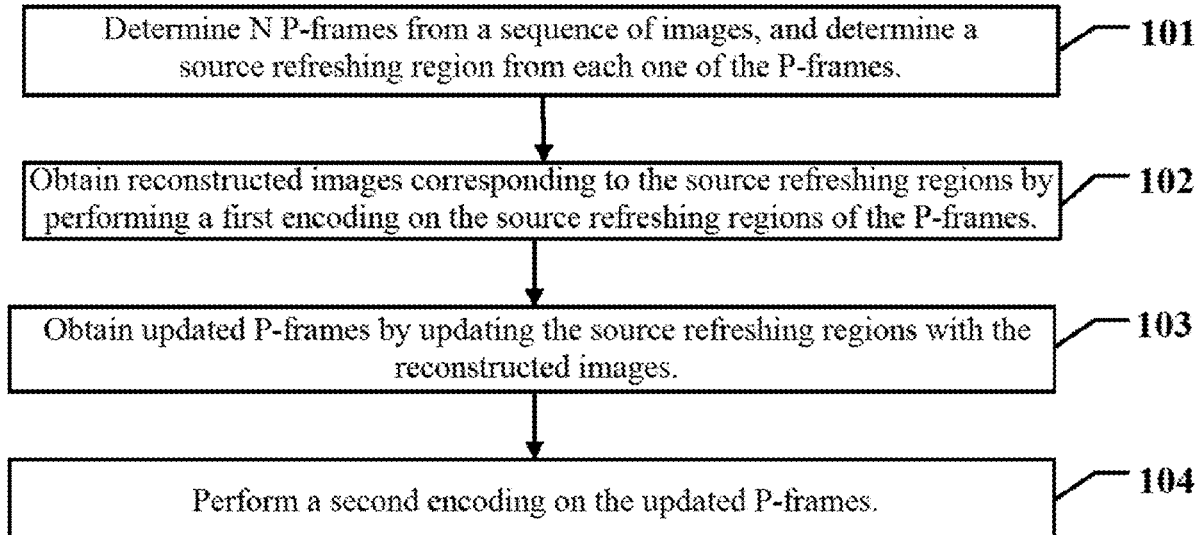 Determine N P-frames from a sequence of images, and determine a
source refreshing region from each one of the P-frames.
101
Obtain reconstructed images corresponding to the source refreshing regions by
performing a first encoding on the source refreshing regions of the P-frames.
102
Obtain updated P-frames by updating the source refreshing regions with the
reconstructed images.
103
Perform a second encoding on the updated P-frames.
104